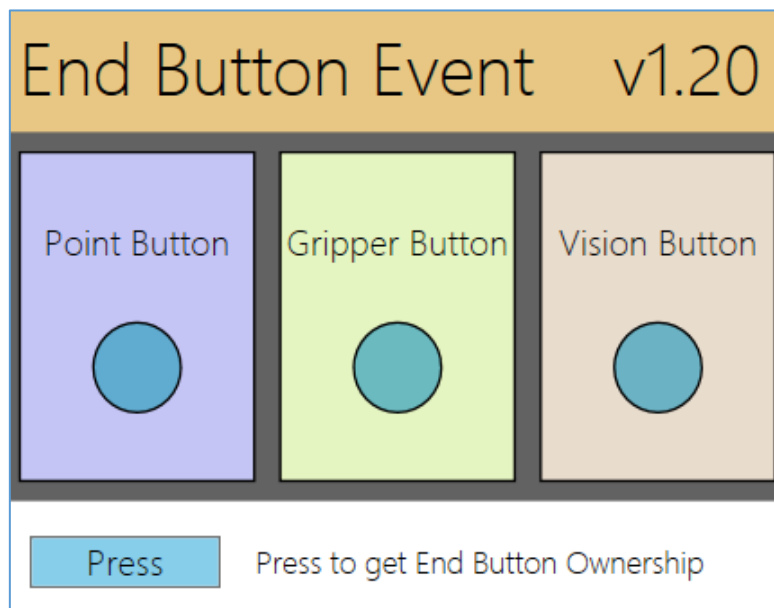 End Button Event v1.20
Point Button Gripper Button Vision Button
Press Press to get End Button Ownership